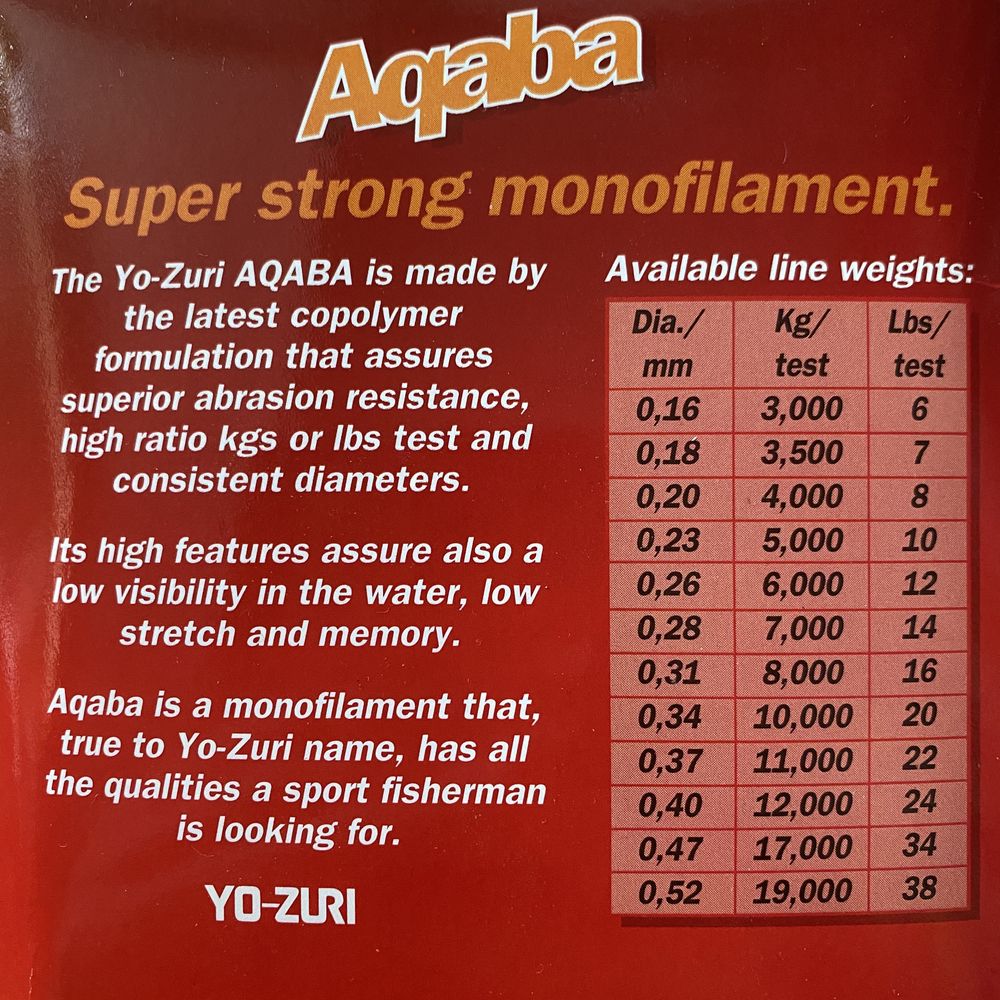 Aqaba
Super strong monofilament.
The Yo-Zuri AQABA is made by
the latest copolymer
formulation that assures
superior abrasion resistance,
high ratio kgs or lbs test and
consistent diameters.
Its high features assure also a
low visibility in the water, low
stretch and memory.
Aqaba is a monofilament that,
true to Yo-Zuri name, has all
the qualities a sport fisherman
is looking for.
YO-ZURI
Available line weights:
Dia./ Kg/ Lbs/
mm test test
0,16 3,000 6
0,18 3,500 7
0,20 4,000 8
0,23 5,000 10
0,26 6,000 12
0,28 7,000 14
0,31 8,000 16
0,34 10,000 20
0,37 11,000 22
0,40 12,000 24
0,47 17,000 34
0,52 19,000 38